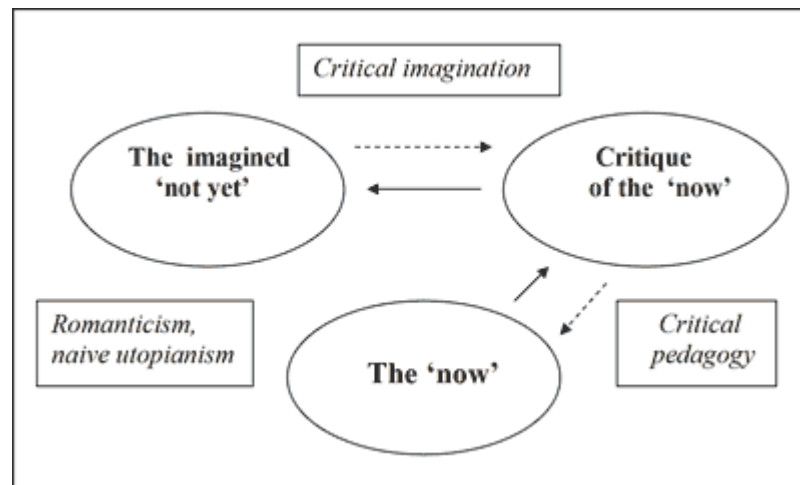 Critical imagination
The imagined
‘not yet’
Critique
of the ‘now’
Romanticism,
naive utopianism
The ‘now’
Critical
pedagogy